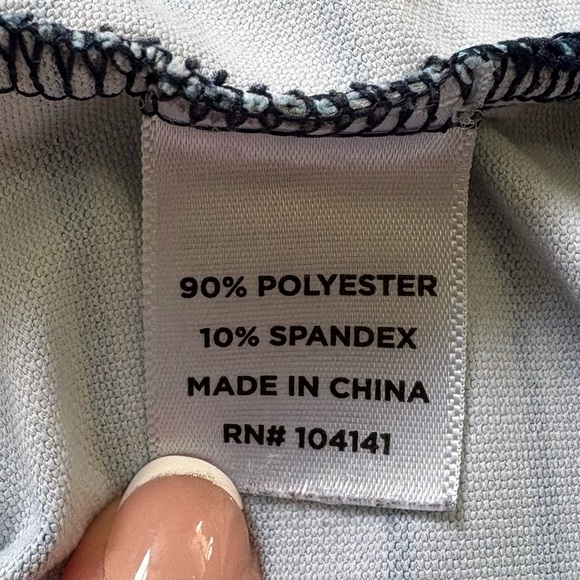 90% POLYESTER
10% SPANDEX
MADE IN CHINA
RN# 104141